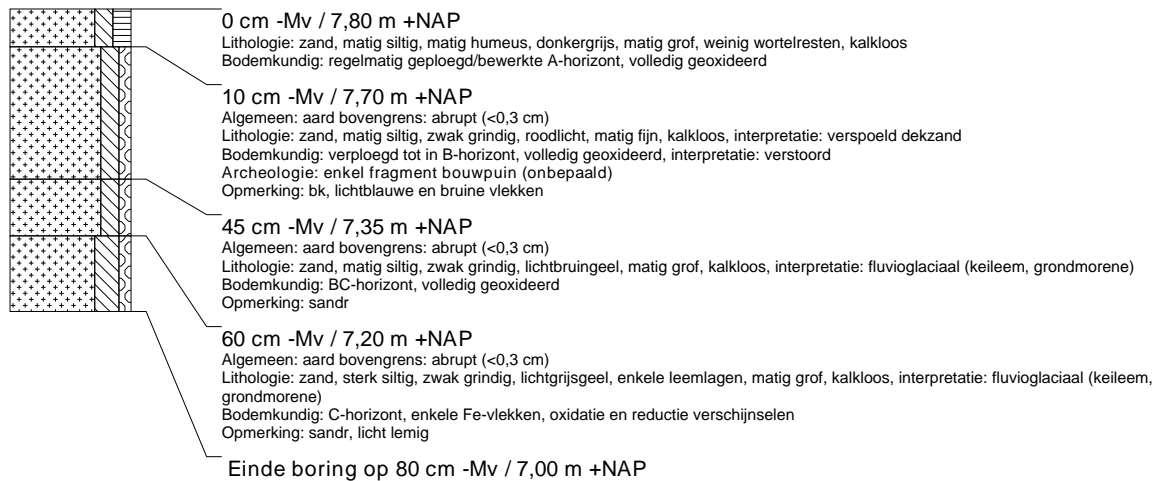 0 cm -Mv / 7,80 m +NAP
Lithologie: zand, matig siltig, matig humeus, donkergrijs, matig grof, weinig wortelresten, kalkloos
Bodemkundig: regelmatig geploegd/bewerkte A-horizont, volledig geoxideerd
10 cm -Mv / 7,70 m +NAP
Algemeen: aard bovengrens: abrupt (<0,3 cm)
Lithologie: zand, matig siltig, zwak grindig, roodlicht, matig fijn, kalkloos, interpretatie: verspoeld dekzand
Bodemkundig: verploegd tot in B-horizont, volledig geoxideerd, interpretatie: verstoord
Archeologie: enkel fragment bouwpuin (onbepaald)
Opmerking: bk, lichtblauwe en bruine vlekken
45 cm -Mv / 7,35 m +NAP
Algemeen: aard bovengrens: abrupt (<0,3 cm)
Lithologie: zand, matig siltig, zwak grindig, lichtbruingeel, matig grof, kalkloos, interpretatie: fluvioglaciaal (keileem, grondmorene)
Bodemkundig: BC-horizont, volledig geoxideerd
Opmerking: sandr
60 cm -Mv / 7,20 m +NAP
Algemeen: aard bovengrens: abrupt (<0,3 cm)
Lithologie: zand, sterk siltig, zwak grindig, lichtgrijsgeel, enkele leemlagen, matig grof, kalkloos, interpretatie: fluvioglaciaal (keileem,
grondmorene)
Bodemkundig: C-horizont, enkele Fe-vlekken, oxidatie en reductie verschijnselen
Opmerking: sandr, licht lemig
Einde boring op 80 cm -Mv / 7,00 m +NAP